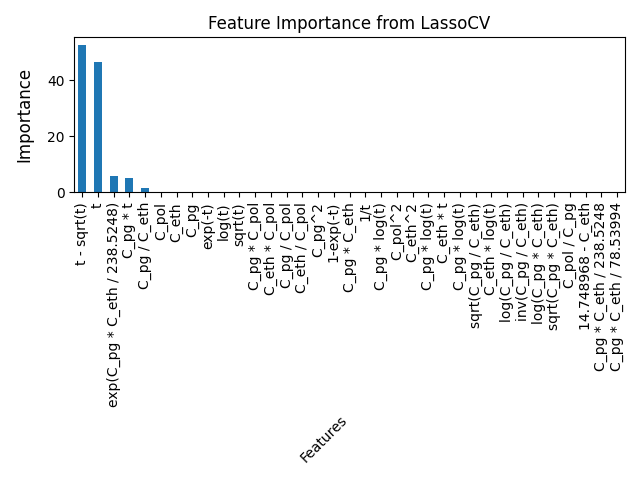 Feature Importance from LassoCV
Importance
40
20
0
t - sqrt(t)
t
exp(C_pg * C_eth / 238.5248)
C_pg * t
C_pg / C_eth
C_pol
C_eth
C_pg
exp(-t)
log(t)
sqrt(t)
C_pg * C_pol
C_eth * C_pol
C_pg / C_pol
C_eth / C_pol
C_pg^2
1-exp(-t)
C_pg * C_eth
1/t
C_pg * log(t)
C_pol^2
C_eth^2
C_pg * log(t)
C_eth * t
C_pg * log(t)
sqrt(C_pg / C_eth)
C_eth * log(t)
log(C_pg / C_eth)
inv(C_pg / C_eth)
log(C_pg * C_eth)
sqrt(C_pg * C_eth)
C_pol / C_pg
14.748968 - C_eth
C_pg * C_eth / 238.5248
C_pg * C_eth / 78.53994
Features